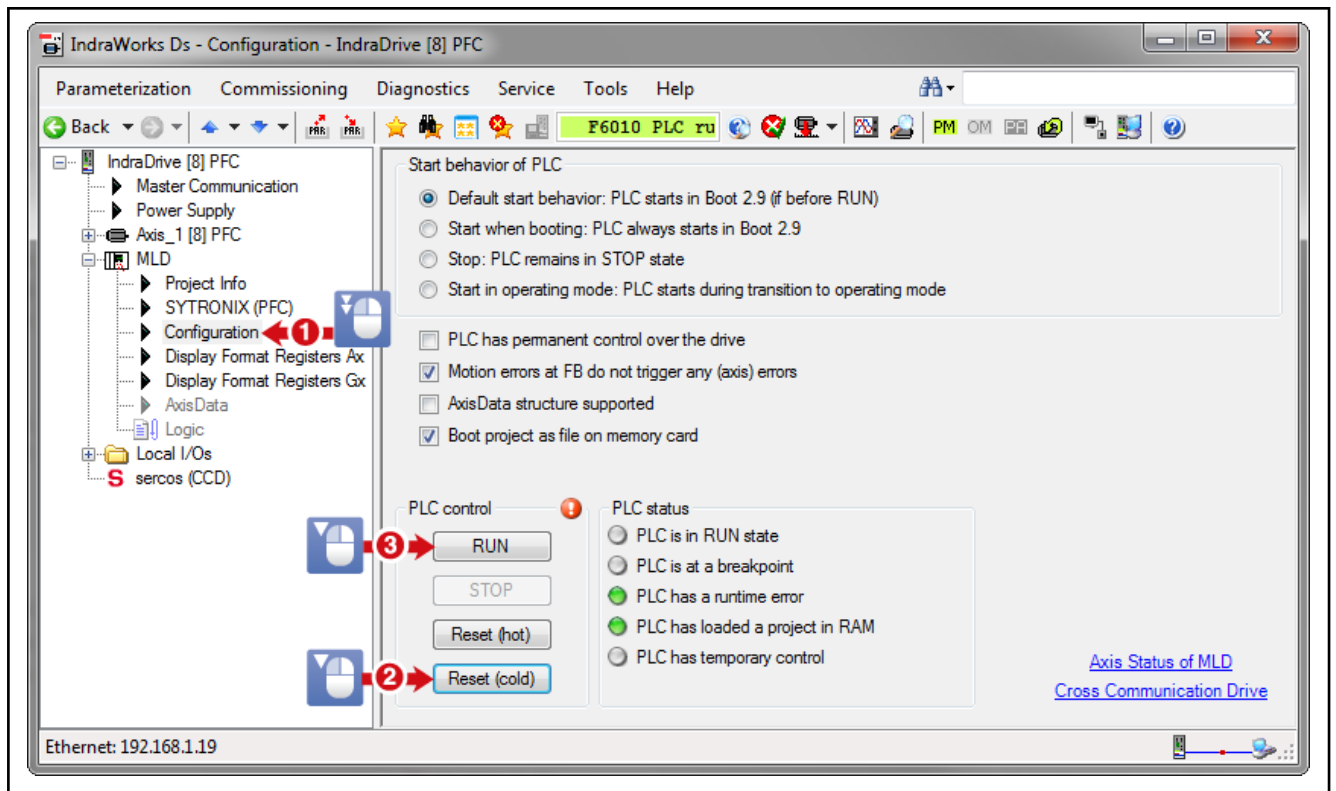 IndraWorks Ds - Configuration - IndraDrive [8] PFC
Parameterization Commissioning Diagnostics Service Tools Help
Back PAR PAR F6010 PLC ru PM OM
IndraDrive [8] PFC
Master Communication
Power Supply
Axis_1 [8] PFC
MLD
Project Info
SYTRONIX (PFC)
Configuration 1
Display Format Registers Ax
Display Format Registers Gx
AxisData
Logic
Local I/Os
S sercos (CCD)
Start behavior of PLC
Default start behavior: PLC starts in Boot 2.9 (if before RUN)
Start when booting: PLC always starts in Boot 2.9
Stop: PLC remains in STOP state
Start in operating mode: PLC starts during transition to operating mode
PLC has permanent control over the drive
Motion errors at FB do not trigger any (axis) errors
AxisData structure supported
Boot project as file on memory card
PLC control
3 RUN
STOP
Reset (hot)
2 Reset (cold)
PLC status
PLC is in RUN state
PLC is at a breakpoint
PLC has a runtime error
PLC has loaded a project in RAM
PLC has temporary control
Axis Status of MLD
Cross Communication Drive
Ethernet: 192.168.1.19